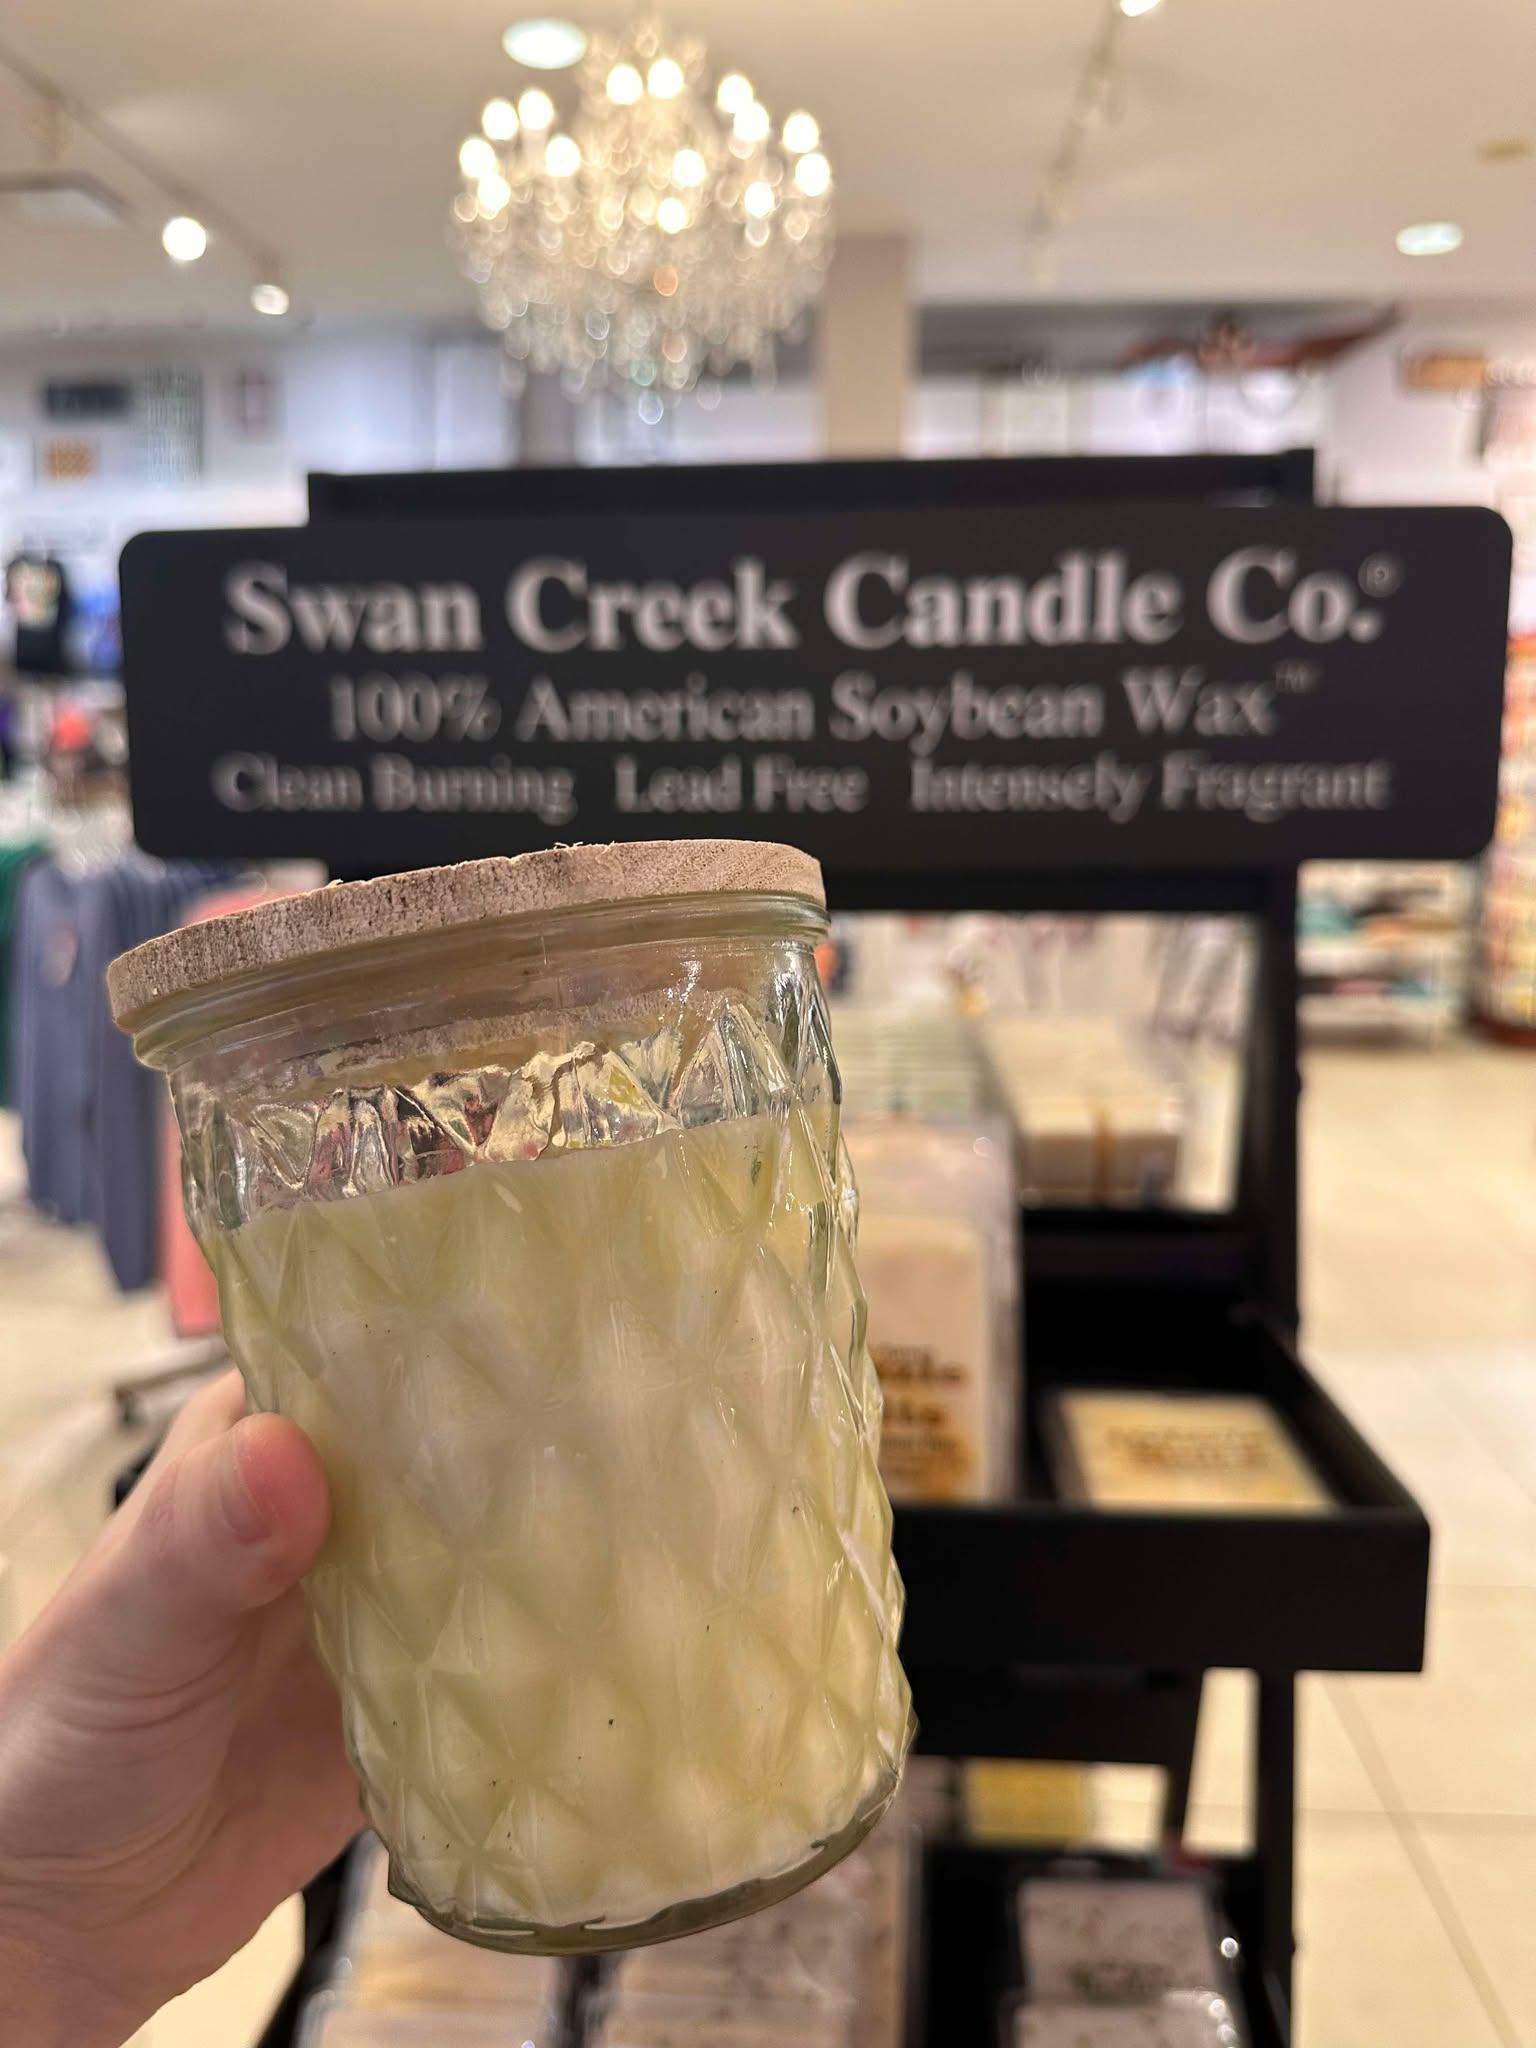 Swan Creek Candle Co.®
100% American Soybean Wax™
Clean Burning Lead Free Intensely Fragrant